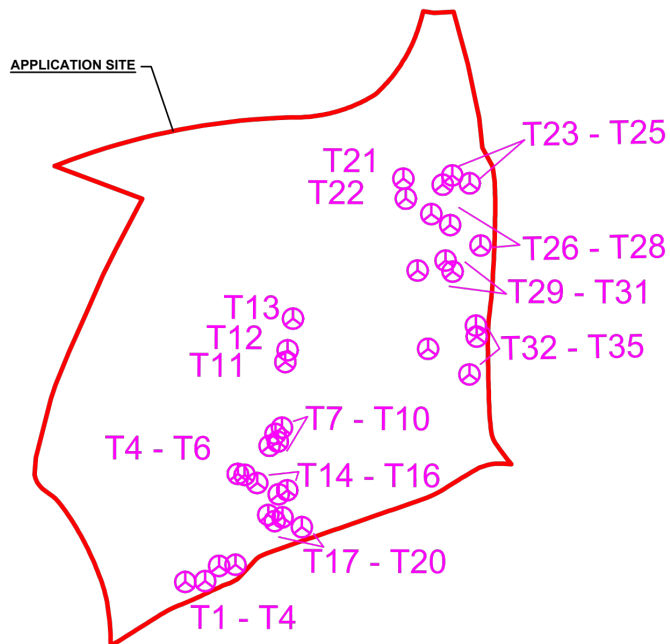 APPLICATION SITE
T23 - T25
T21
T22
T26 - T28
T29 - T31
T13
T12
T11
T32 - T35
T7 - T10
T4 - T6
T14 - T16
T17 - T20
T1 - T4